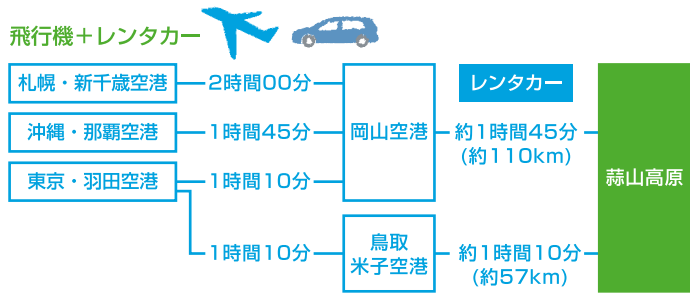 飛行機＋レンタカー
レンタカー
札幌・新千歳空港
2時間00分
沖縄・那覇空港
1時間45分
岡山空港
約1時間45分
(約110km)
東京・羽田空港
1時間10分
蒜山高原
1時間10分
鳥取
米子空港
約1時間10分
(約57km)